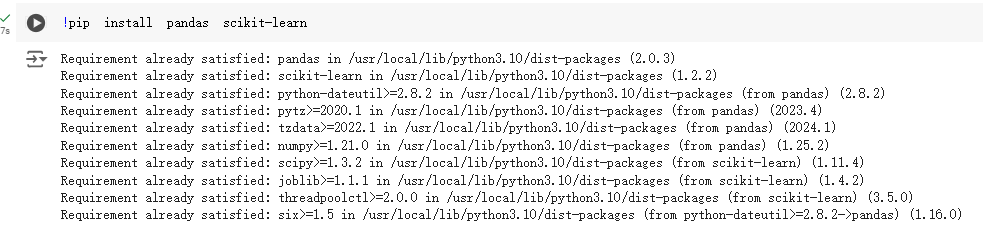 !pip install pandas scikit-learn
7s
Requirement already satisfied: pandas in /usr/local/lib/python3.10/dist-packages (2.0.3)
Requirement already satisfied: scikit-learn in /usr/local/lib/python3.10/dist-packages (1.2.2)
Requirement already satisfied: python-dateutil>=2.8.2 in /usr/local/lib/python3.10/dist-packages (from pandas) (2.8.2)
Requirement already satisfied: pytz>=2020.1 in /usr/local/lib/python3.10/dist-packages (from pandas) (2023.4)
Requirement already satisfied: tzdata>=2022.1 in /usr/local/lib/python3.10/dist-packages (from pandas) (2024.1)
Requirement already satisfied: numpy>=1.21.0 in /usr/local/lib/python3.10/dist-packages (from pandas) (1.25.2)
Requirement already satisfied: scipy>=1.3.2 in /usr/local/lib/python3.10/dist-packages (from scikit-learn) (1.11.4)
Requirement already satisfied: joblib>=1.1.1 in /usr/local/lib/python3.10/dist-packages (from scikit-learn) (1.4.2)
Requirement already satisfied: threadpoolctl>=2.0.0 in /usr/local/lib/python3.10/dist-packages (from scikit-learn) (3.5.0)
Requirement already satisfied: six>=1.5 in /usr/local/lib/python3.10/dist-packages (from python-dateutil>=2.8.2->pandas) (1.16.0)